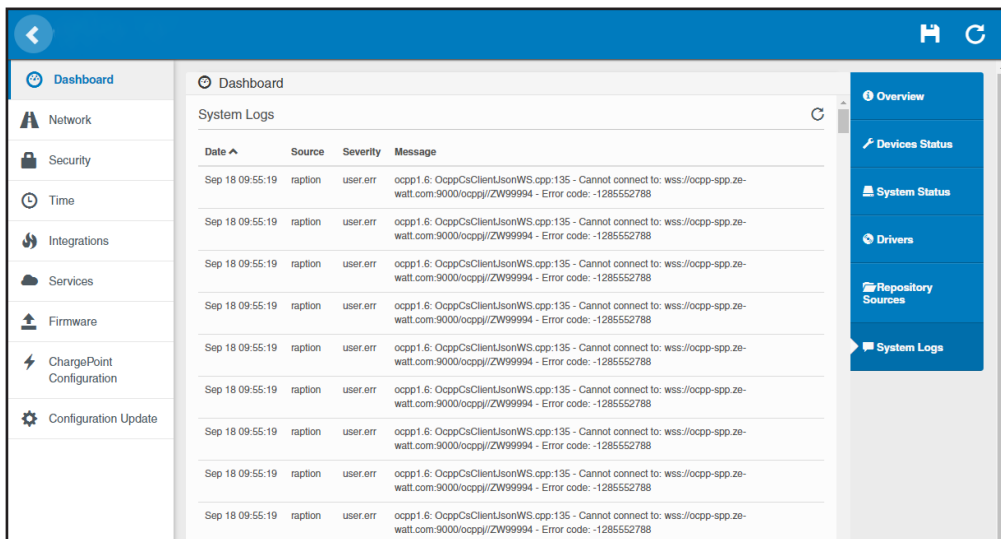 Dashboard
Network
Security
Time
Integrations
Services
Firmware
ChargePoint
Configuration
Configuration Update
Dashboard
System Logs
Date Source Severity Message
Sep 18 09:55:19 raption user.err ocpp1.6: OcppCsClientJsonWS.cpp:135 - Cannot connect to: wss://ocpp-spp.ze-
watt.com:9000/ocppj//ZW99994 - Error code: -1285552788
Sep 18 09:55:19 raption user.err ocpp1.6: OcppCsClientJsonWS.cpp:135 - Cannot connect to: wss://ocpp-spp.ze-
watt.com:9000/ocppj//ZW99994 - Error code: -1285552788
Sep 18 09:55:19 raption user.err ocpp1.6: OcppCsClientJsonWS.cpp:135 - Cannot connect to: wss://ocpp-spp.ze-
watt.com:9000/ocppj//ZW99994 - Error code: -1285552788
Sep 18 09:55:19 raption user.err ocpp1.6: OcppCsClientJsonWS.cpp:135 - Cannot connect to: wss://ocpp-spp.ze-
watt.com:9000/ocppj//ZW99994 - Error code: -1285552788
Sep 18 09:55:19 raption user.err ocpp1.6: OcppCsClientJsonWS.cpp:135 - Cannot connect to: wss://ocpp-spp.ze-
watt.com:9000/ocppj//ZW99994 - Error code: -1285552788
Sep 18 09:55:19 raption user.err ocpp1.6: OcppCsClientJsonWS.cpp:135 - Cannot connect to: wss://ocpp-spp.ze-
watt.com:9000/ocppj//ZW99994 - Error code: -1285552788
Sep 18 09:55:19 raption user.err ocpp1.6: OcppCsClientJsonWS.cpp:135 - Cannot connect to: wss://ocpp-spp.ze-
watt.com:9000/ocppj//ZW99994 - Error code: -1285552788
Sep 18 09:55:19 raption user.err ocpp1.6: OcppCsClientJsonWS.cpp:135 - Cannot connect to: wss://ocpp-spp.ze-
watt.com:9000/ocppj//ZW99994 - Error code: -1285552788
Sep 18 09:55:19 raption user.err ocpp1.6: OcppCsClientJsonWS.cpp:135 - Cannot connect to: wss://ocpp-spp.ze-
watt.com:9000/ocppj//ZW99994 - Error code: -1285552788
Overview
Devices Status
System Status
Drivers
Repository
Sources
System Logs